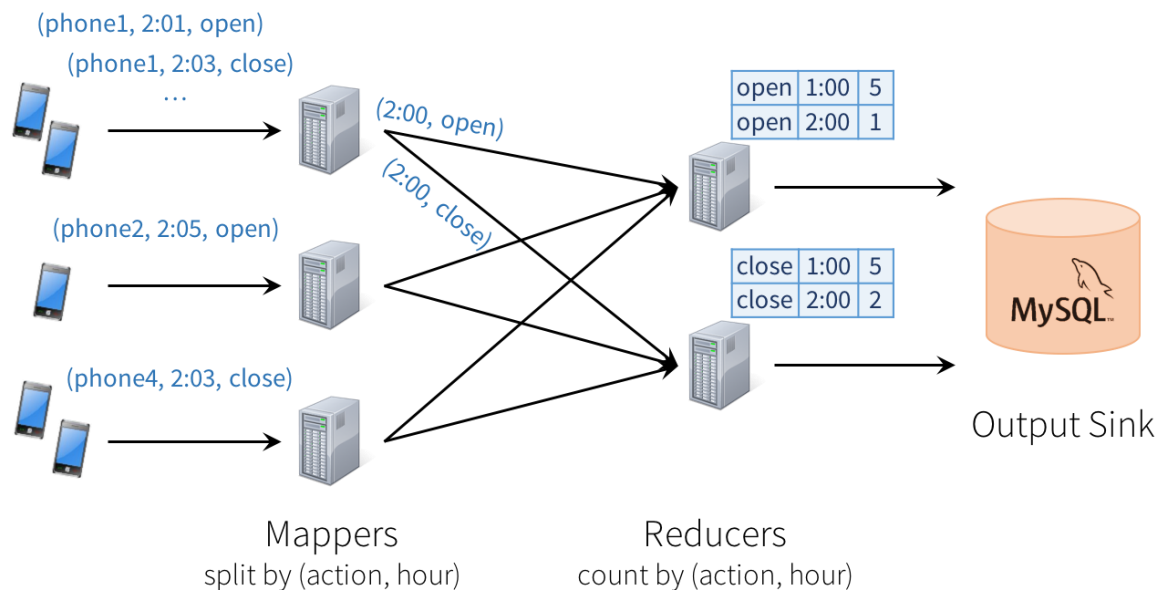 (phone1, 2:01, open)
(phone1, 2:03, close)
...
(2:00, open)
(2:00, close)
open 1:00 5
open 2:00 1
(phone2, 2:05, open)
close 1:00 5
close 2:00 2
MySQL™
(phone4, 2:03, close)
Output Sink
Mappers
split by (action, hour)
Reducers
count by (action, hour)